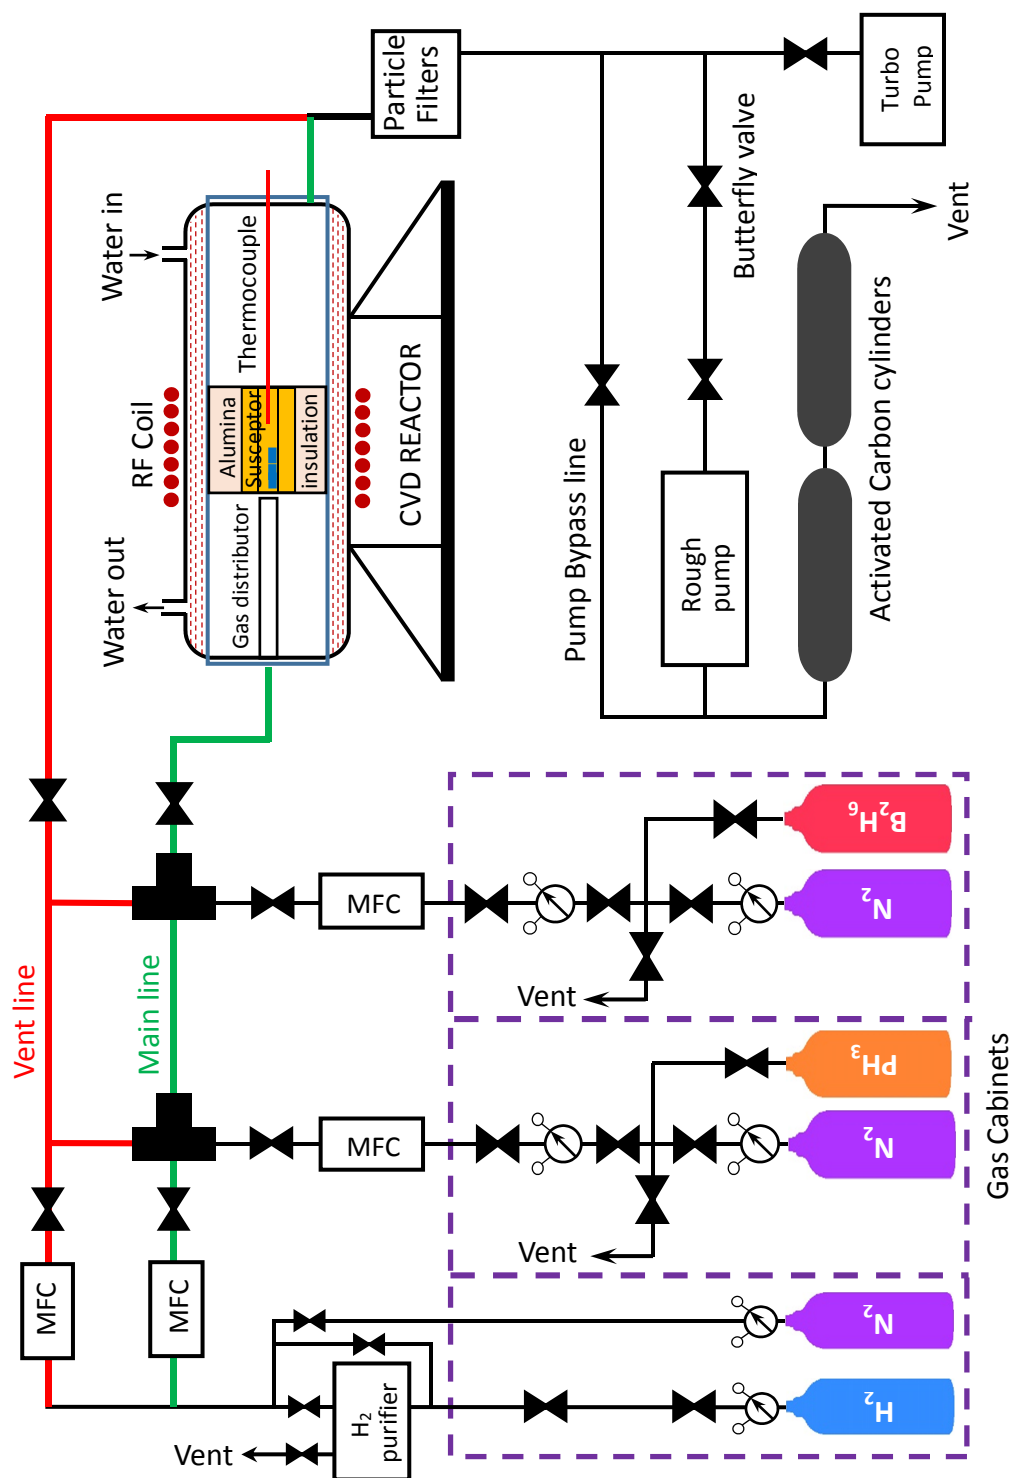 Particle
Filters
Turbo
Pump
Water in
Thermocouple
Butterfly valve
Vent
RF Coil
Alumina
Susceptor
insulation
CVD REACTOR
Water out
Gas distributor
Pump Bypass line
Rough
pump
Activated Carbon cylinders
B₂H₆
MFC
N₂
Vent
Vent line
Main line
PH₃
MFC
N₂
Vent
Gas Cabinets
MFC
MFC
N₂
H₂
purifier
H₂
Vent